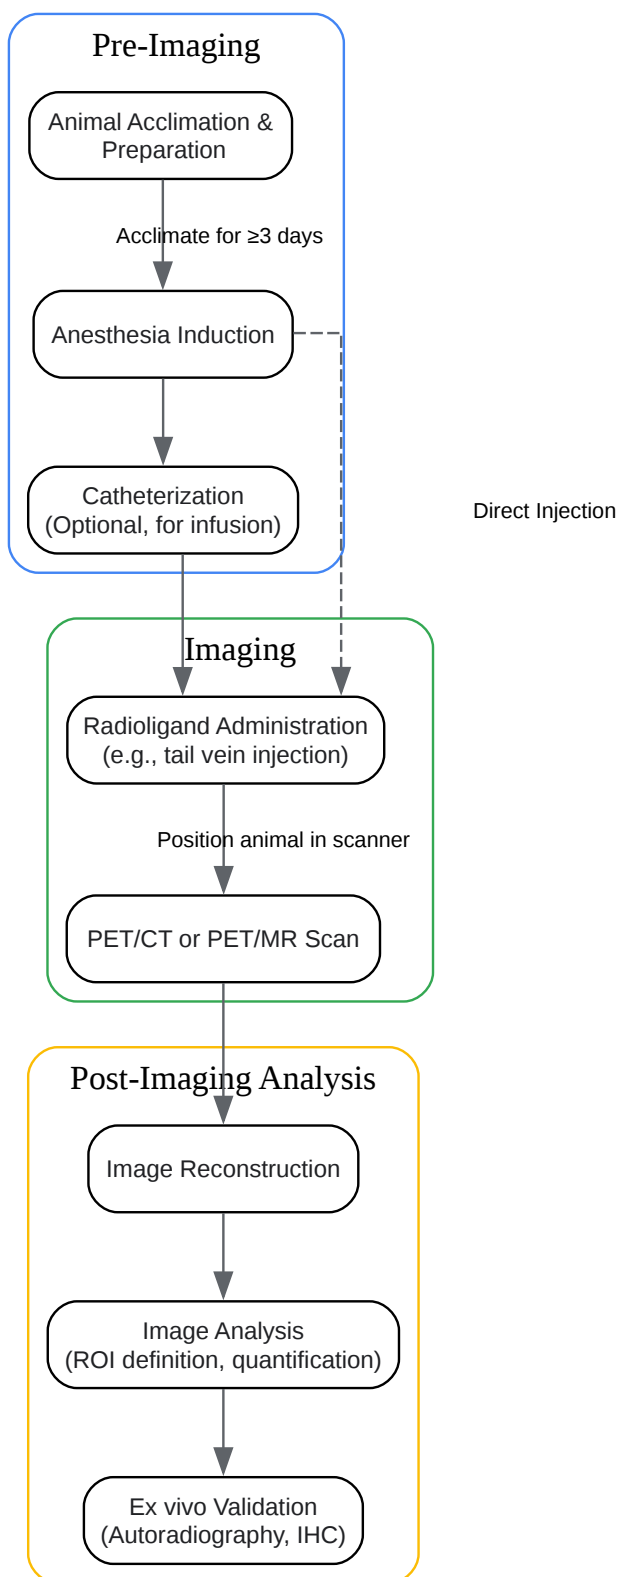 Pre-Imaging
Animal Acclimation &
Preparation
Acclimate for ≥3 days
Anesthesia Induction
Catheterization
(Optional, for infusion)
Direct Injection
Imaging
Radioligand Administration
(e.g., tail vein injection)
Position animal in scanner
PET/CT or PET/MR Scan
Post-Imaging Analysis
Image Reconstruction
Image Analysis
(ROI definition, quantification)
Ex vivo Validation
(Autoradiography, IHC)